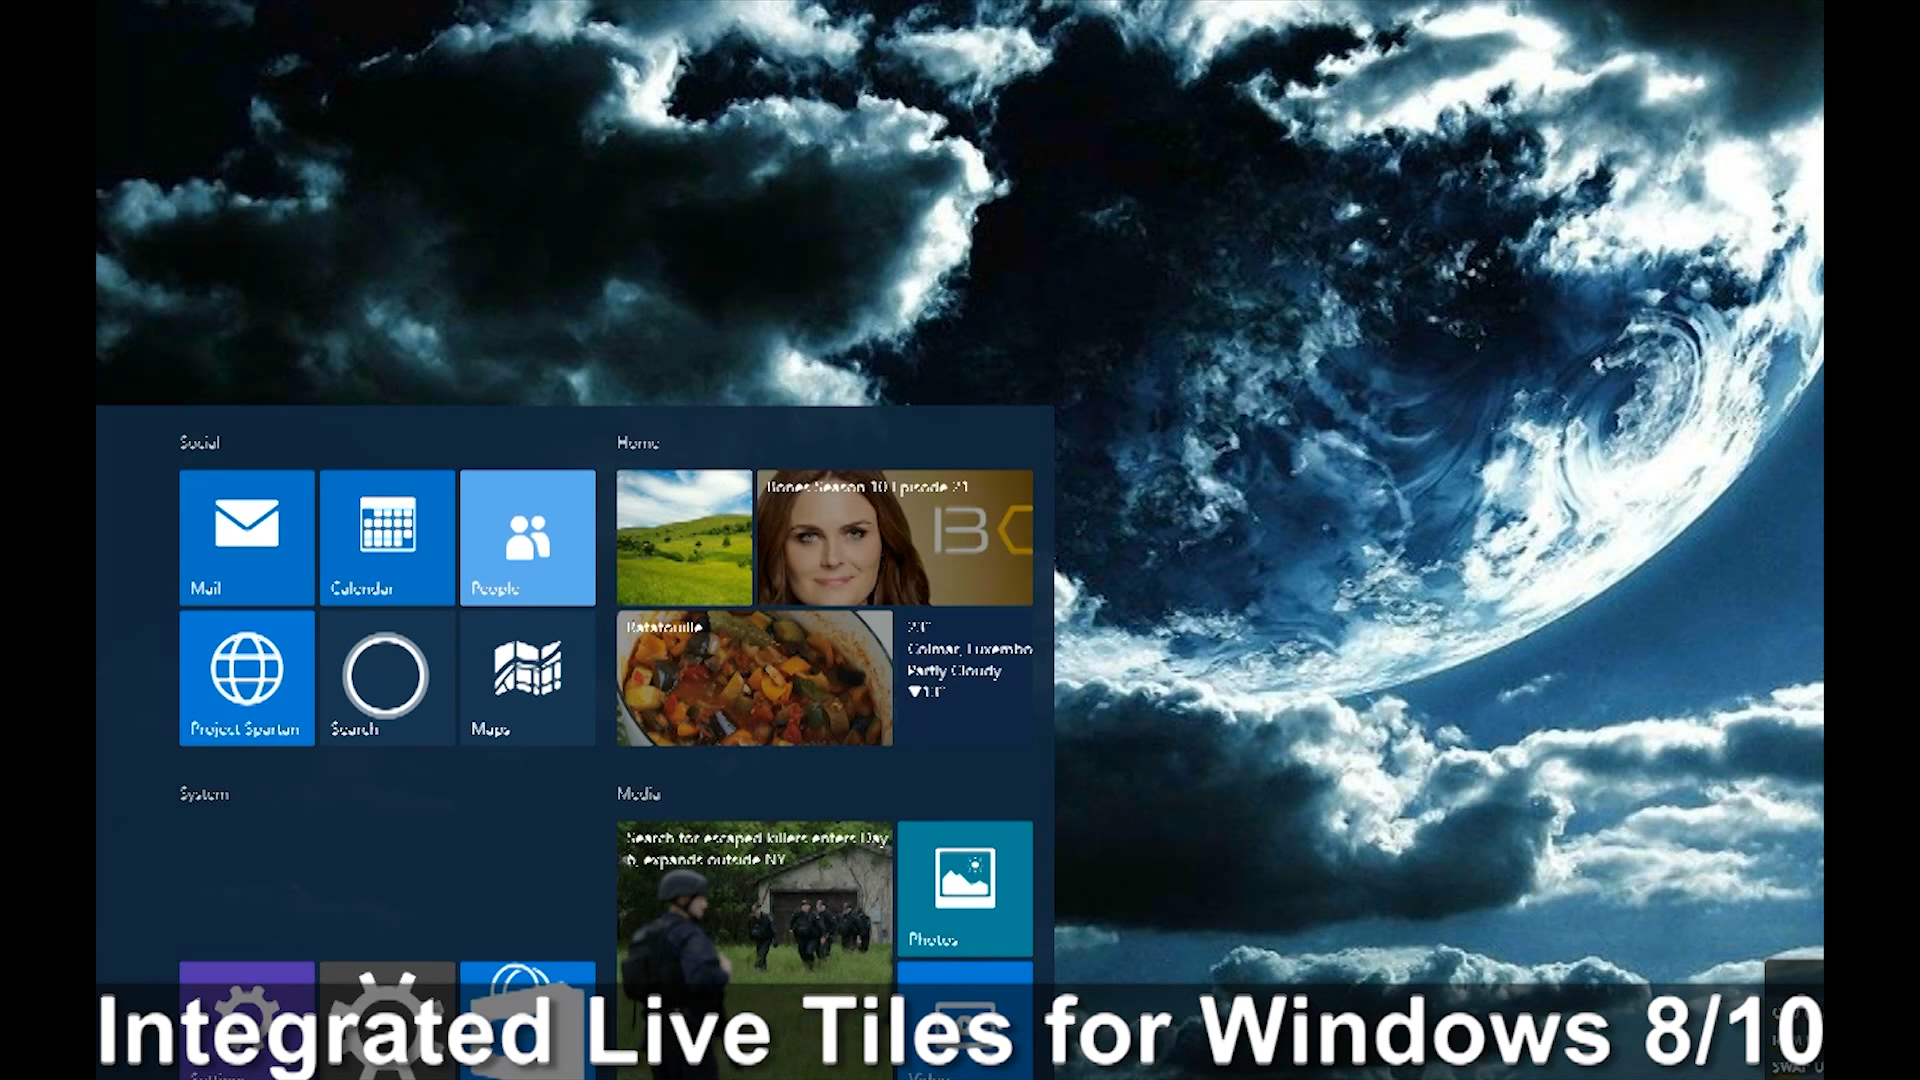 Social
Home
Mail
Calendar
People
Bones Season 10 Episode 21
BO
Project Spartan
Search
Maps
Ratatouille
Colmar, Luxembo
Partly Cloudy
System
Media
Search for escaped killers enters Day
6, expands outside NY
Photos
Video
Integrated Live Tiles for Windows 8/10